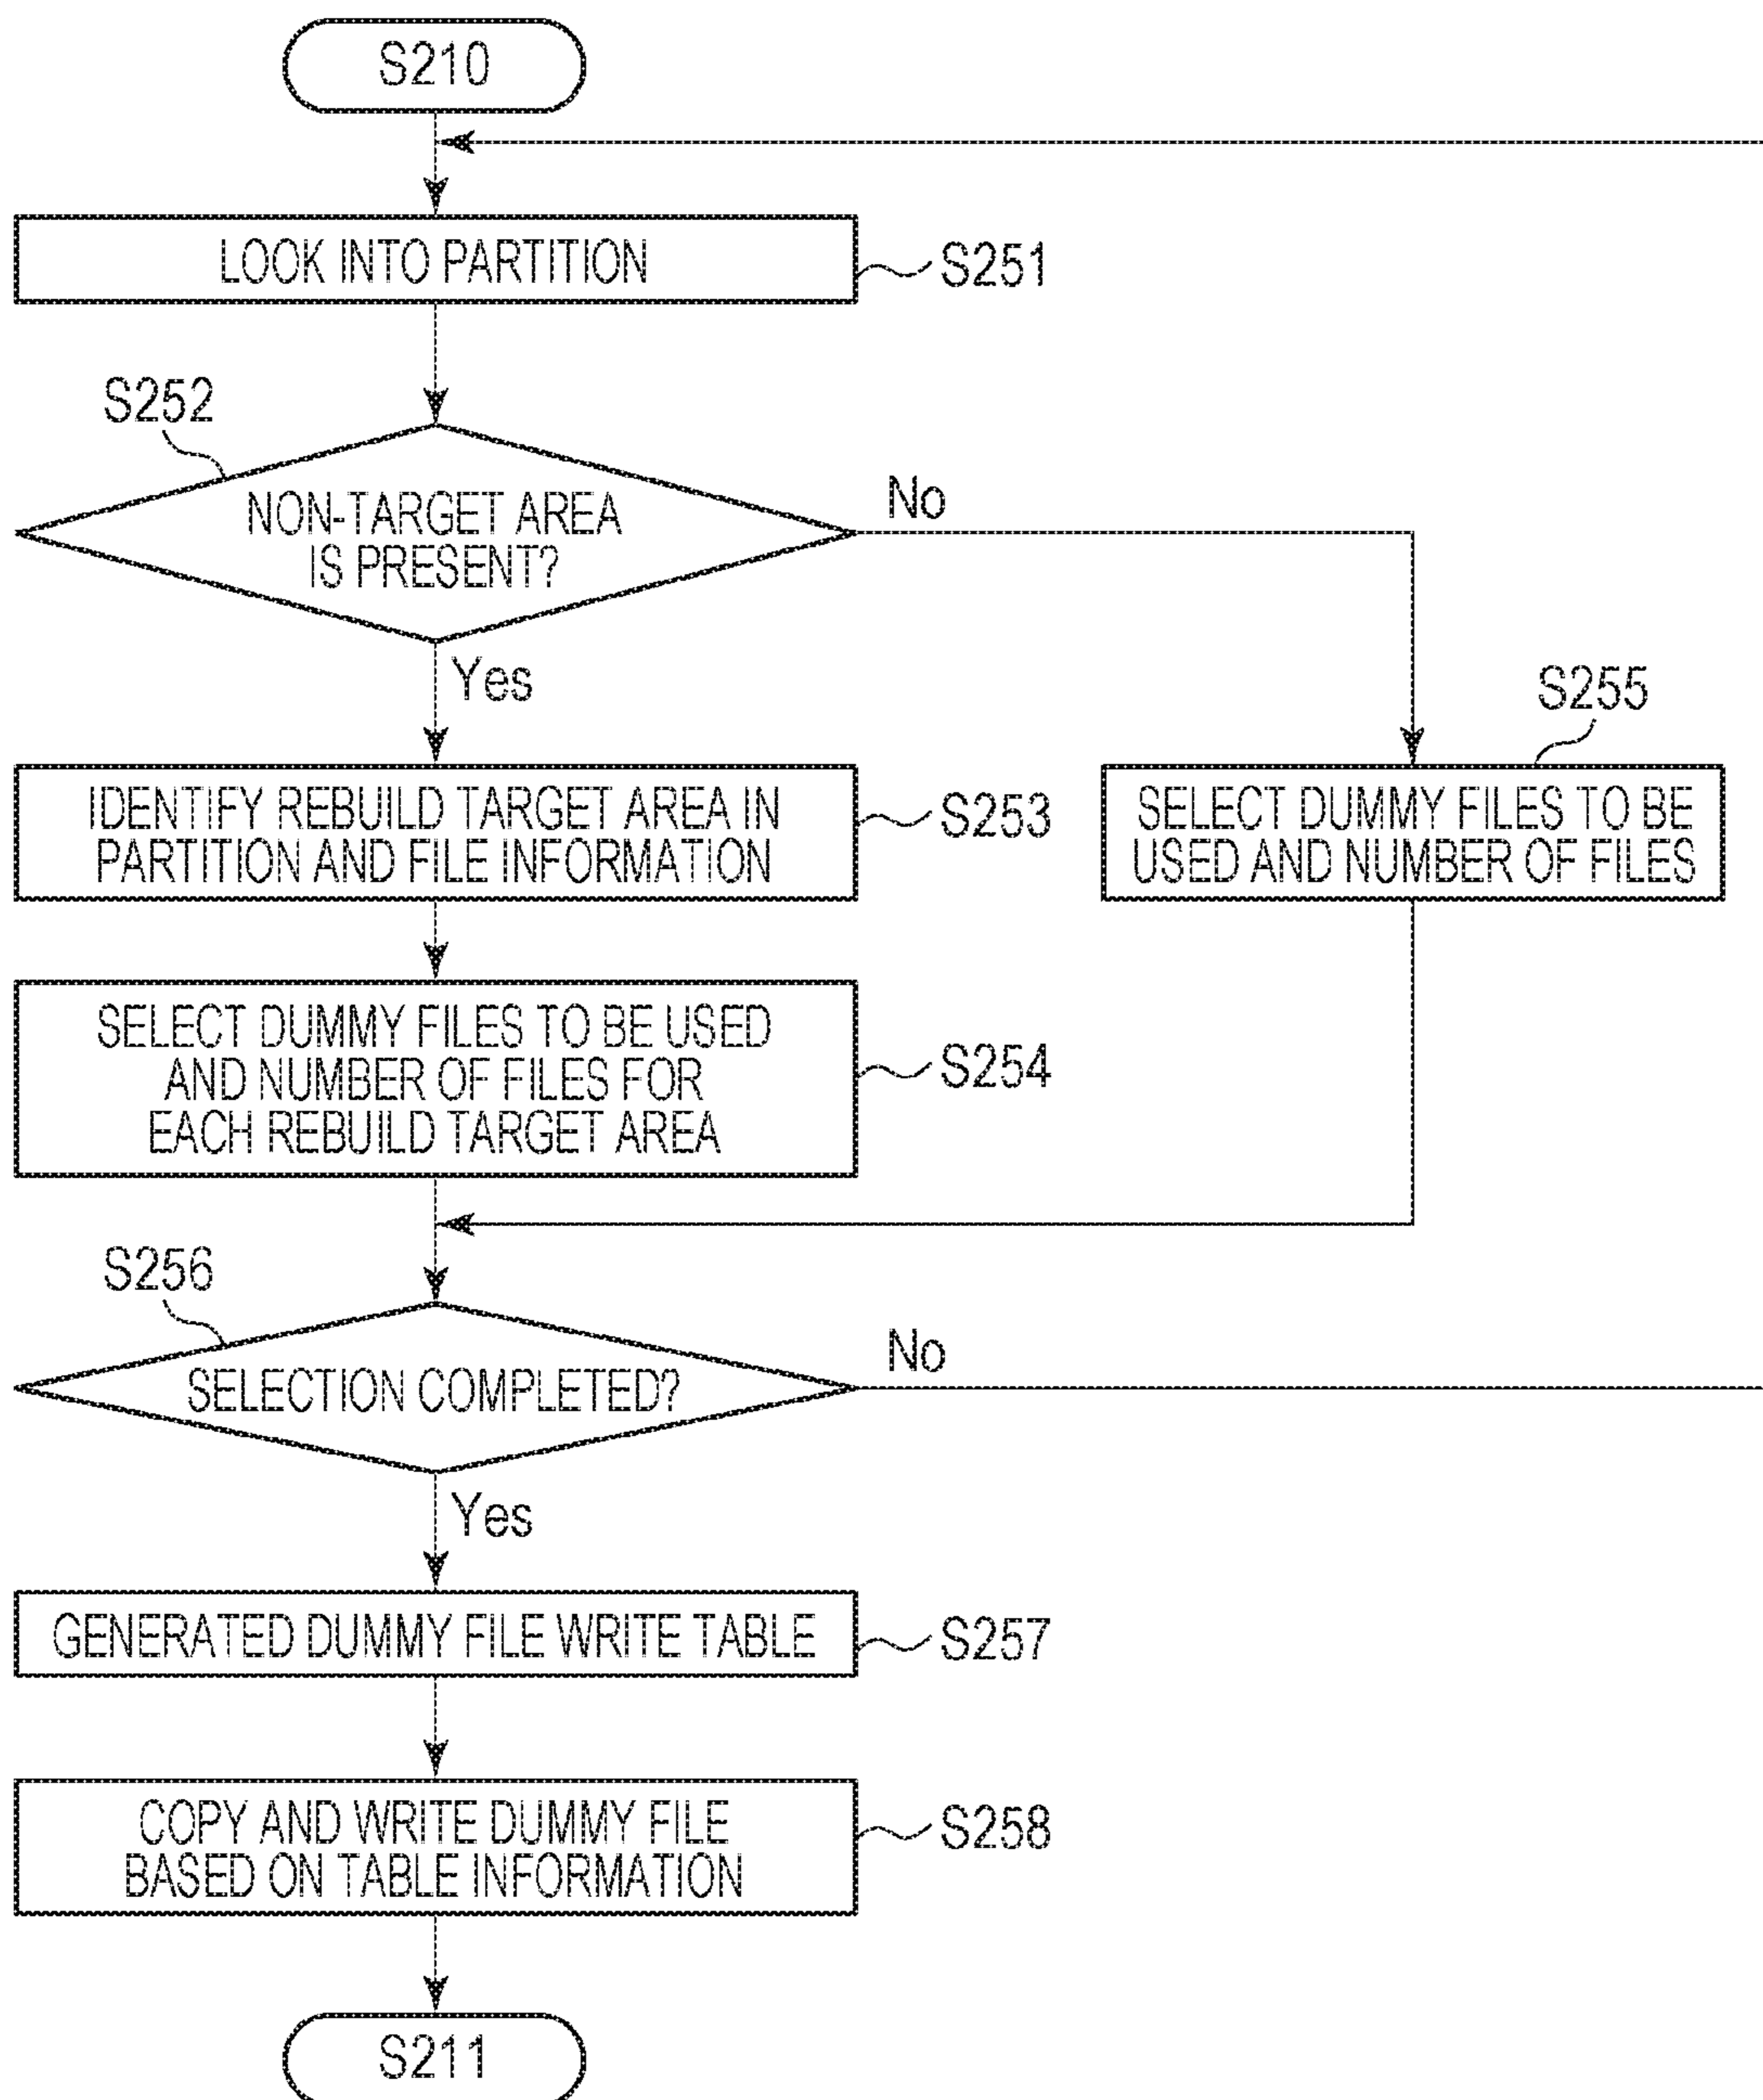 S210
LOOK INTO PARTITION
S251
S252
NON-TARGET AREA
IS PRESENT?
No
Yes
S255
IDENTIFY REBUILD TARGET AREA IN
PARTITION AND FILE INFORMATION
S253
SELECT DUMMY FILES TO BE
USED AND NUMBER OF FILES
SELECT DUMMY FILES TO BE USED
AND NUMBER OF FILES FOR
EACH REBUILD TARGET AREA
S254
S256
SELECTION COMPLETED?
No
Yes
GENERATED DUMMY FILE WRITE TABLE
S257
COPY AND WRITE DUMMY FILE
BASED ON TABLE INFORMATION
S258
S211